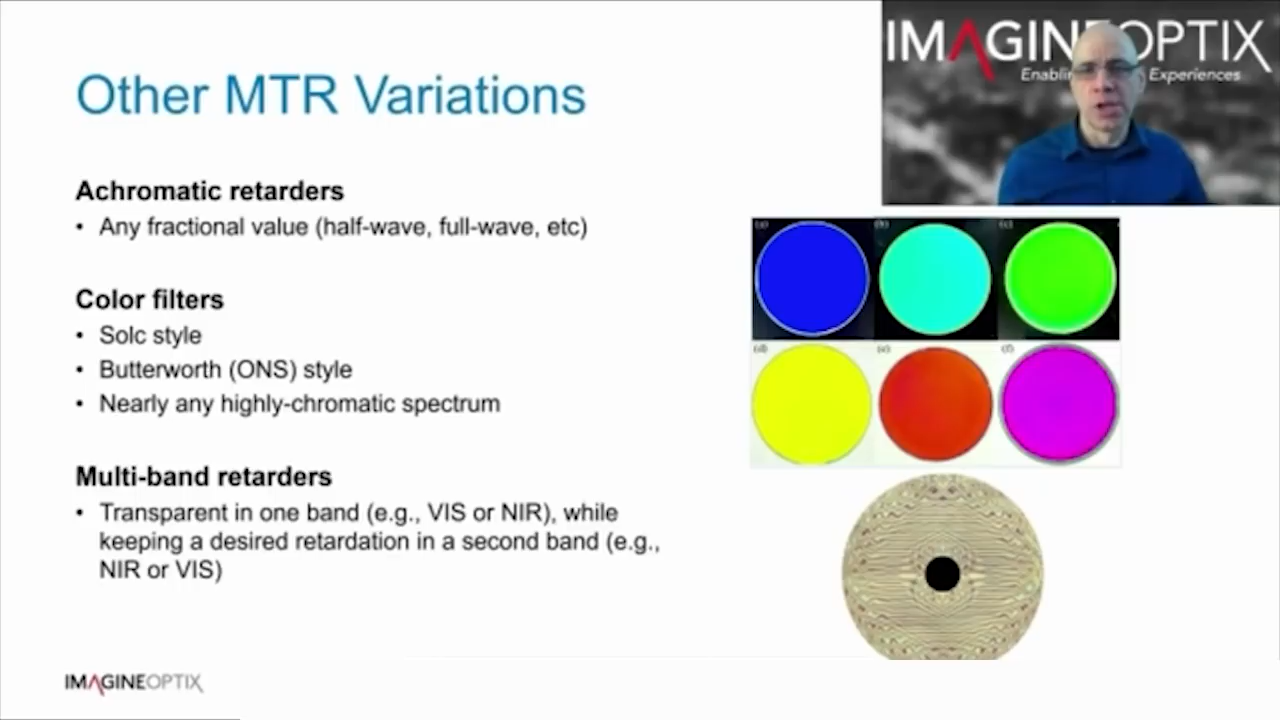 Other MTR Variations
Achromatic retarders
• Any fractional value (half-wave, full-wave, etc)
Color filters
• Solc style
• Butterworth (ONS) style
• Nearly any highly-chromatic spectrum
Multi-band retarders
• Transparent in one band (e.g., VIS or NIR), while
keeping a desired retardation in a second band (e.g.,
NIR or VIS)
IMAGINEOPTIX
Experiences
(a) (b) (c)
(d) (e) (f)
IMAGINEOPTIX